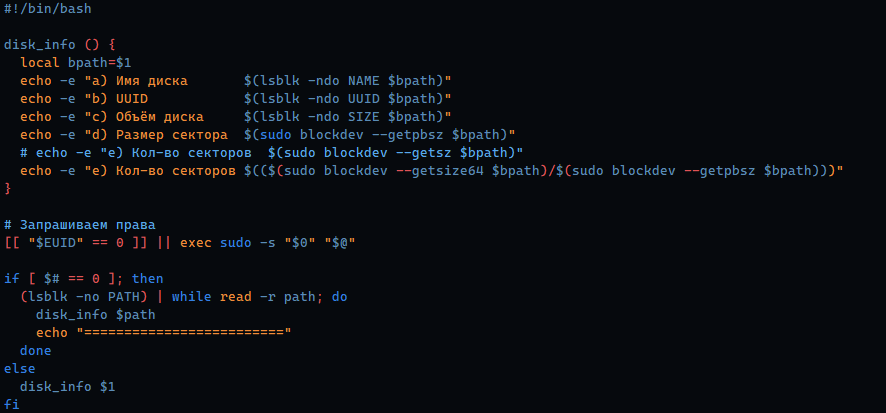 #!/bin/bash

disk_info () {
  local bpath=$1
  echo -e "a) Имя диска       $(lsblk -ndo NAME $bpath)"
  echo -e "b) UUID            $(lsblk -ndo UUID $bpath)"
  echo -e "c) Объём диска     $(lsblk -ndo SIZE $bpath)"
  echo -e "d) Размер сектора  $(sudo blockdev --getpbsz $bpath)"
  # echo -e "e) Кол-во секторов  $(sudo blockdev --getsz $bpath)"
  echo -e "e) Кол-во секторов $(($(sudo blockdev --getsize64 $bpath)/$(sudo blockdev --getpbsz $bpath)))"
}

# Запрашиваем права
[[ "$EUID" == 0 ]] || exec sudo -s "$0" "$@"

if [ $# == 0 ]; then
  (lsblk -no PATH) | while read -r path; do
    disk_info $path
    echo "========================="
  done
else
  disk_info $1
fi